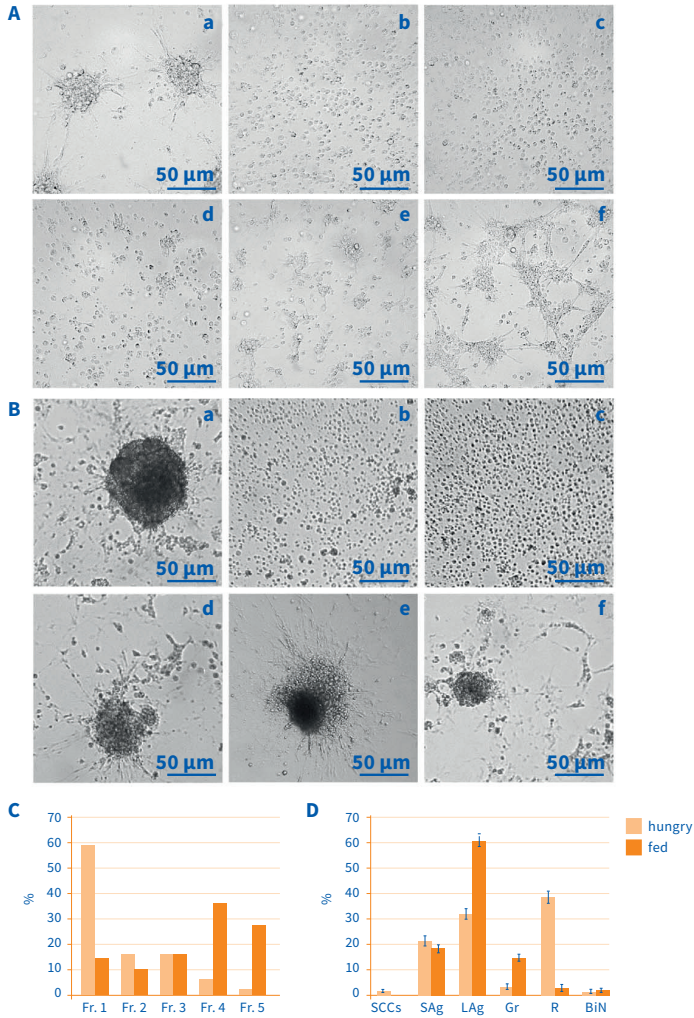 A
a
b
c
50 μm
50 μm
50 μm
d
e
f
50 μm
50 μm
50 μm
B
a
b
c
50 μm
50 μm
50 μm
d
e
f
50 μm
50 μm
50 μm
C
D
70
60
50
40
30
20
10
0
%
Fr. 1
Fr. 2
Fr. 3
Fr. 4
Fr. 5
70
60
50
40
30
20
10
0
%
SCCs
SAg
LAg
Gr
R
BiN
hungry
fed